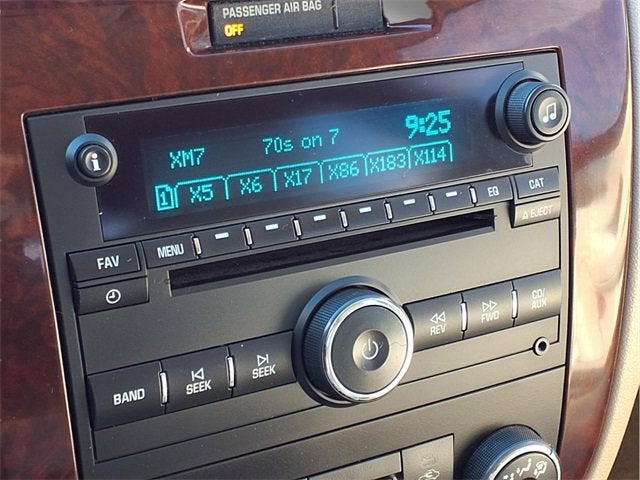 PASSENGER AIR BAG
OFF
XM7 70s on 7 9:25
1 X5 X6 X17 X86 X183 X114
EQ CAT
FAV MENU EJECT
REV FWD CD/
AUX
BAND SEEK SEEK